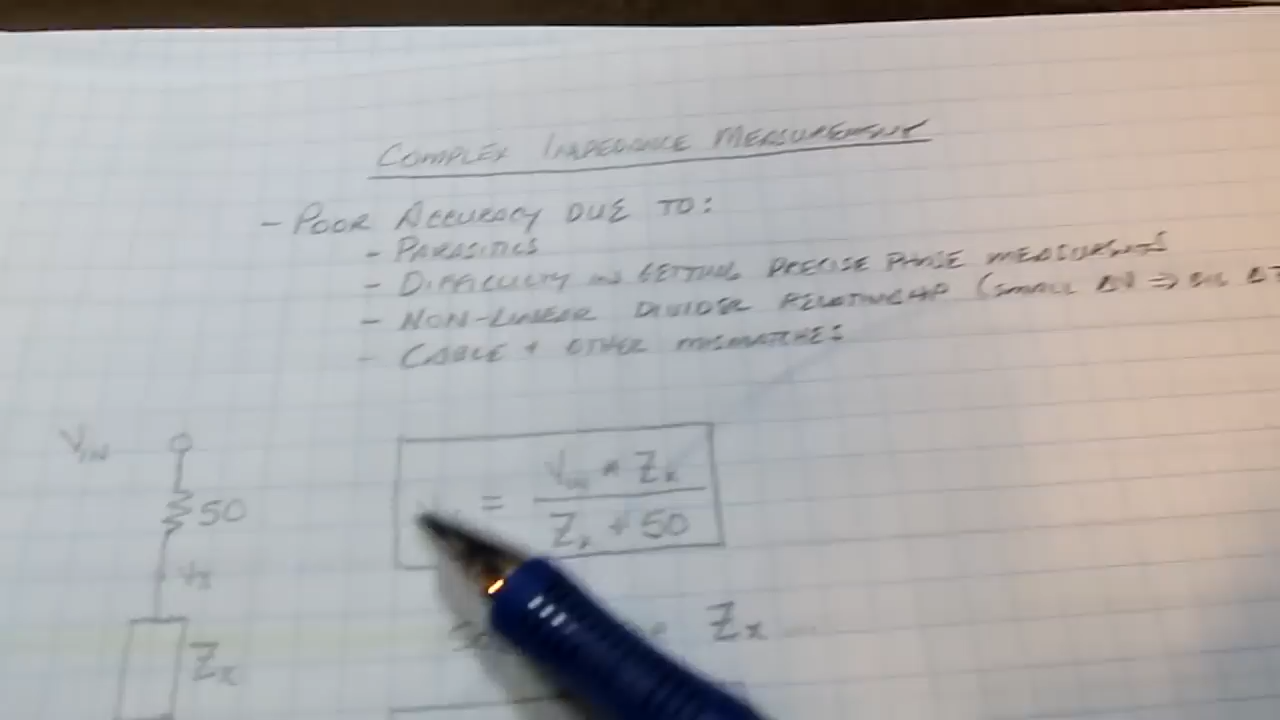 COMPLEX IMPEDANCE MEASUREMENT
- POOR ACCURACY DUE TO:
- PARASITICS
- DIFFICULTY IN GETTING PRECISE PHASE MEASUREMENTS
- NON-LINEAR DIVIDER RELATIONSHIP (SMALL ΔV ⇒ BIG Δ
- CABLE + OTHER MISMATCHES
VIN
50
Vx
Zx
= VIN * Zx
Zx + 50
Zx